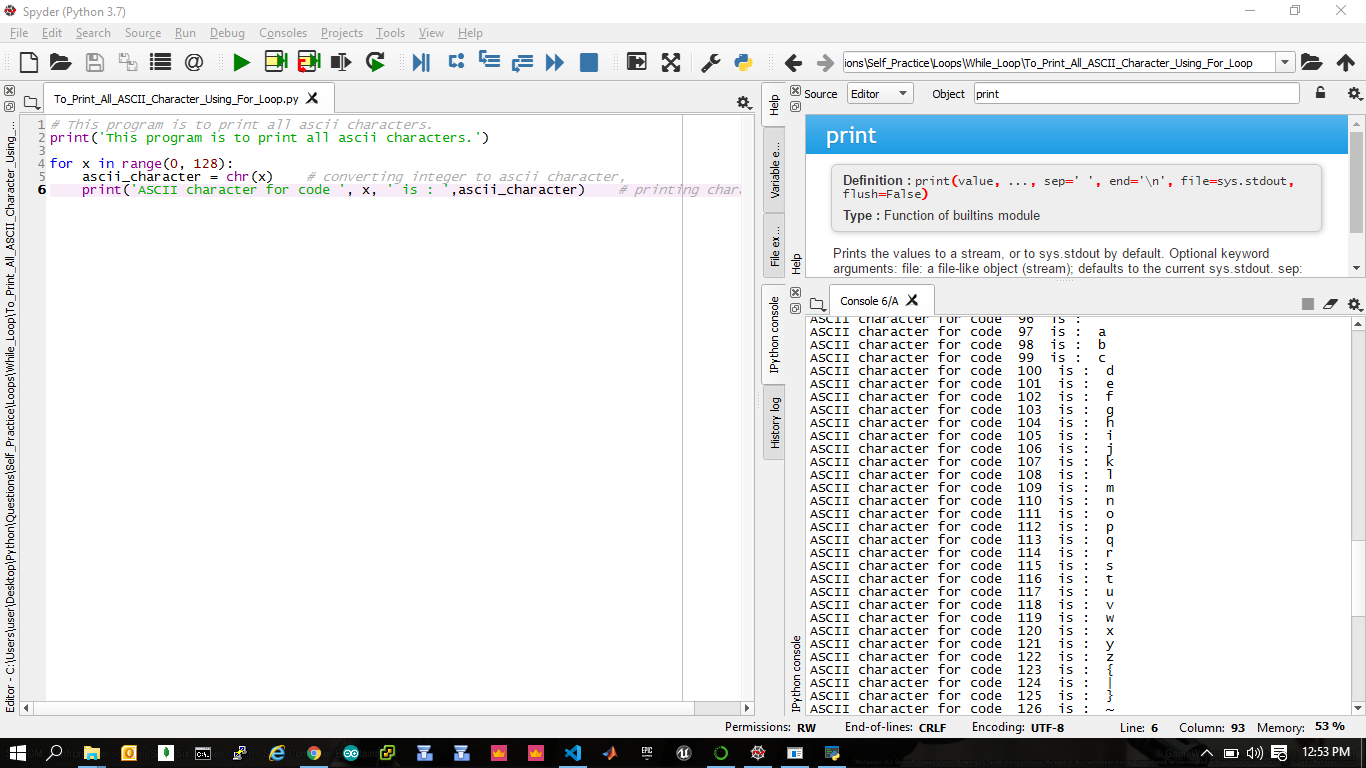 Spyder (Python 3.7)
File Edit Search Source Run Debug Consoles Projects Tools View Help
ions\Self_Practice\Loops\While_Loop\To_Print_All_ASCII_Character_Using_For_Loop
Editor - C:\Users\user\Desktop\Python\Questions\Self_Practice\Loops\While_Loop\To_Print_All_ASCII_Character_Using_...
To_Print_All_ASCII_Character_Using_For_Loop.py
1 # This program is to print all ascii characters.
2 print('This program is to print all ascii characters.')
3
4 for x in range(0, 128):
5 ascii_character = chr(x) # converting integer to ascii character,
6 print('ASCII character for code ', x, ' is : ',ascii_character) # printing char
Help
Variable e...
File ex...
Source Editor Object print
print
Definition : print(value, ..., sep=' ', end='\n', file=sys.stdout,
flush=False)
Type : Function of builtins module
Prints the values to a stream, or to sys.stdout by default. Optional keyword
arguments: file: a file-like object (stream); defaults to the current sys.stdout. sep:
Help
IPython console
History log
Console 6/A
ASCII character for code 96 is :
ASCII character for code 97 is : a
ASCII character for code 98 is : b
ASCII character for code 99 is : c
ASCII character for code 100 is : d
ASCII character for code 101 is : e
ASCII character for code 102 is : f
ASCII character for code 103 is : g
ASCII character for code 104 is : h
ASCII character for code 105 is : i
ASCII character for code 106 is : j
ASCII character for code 107 is : k
ASCII character for code 108 is : l
ASCII character for code 109 is : m
ASCII character for code 110 is : n
ASCII character for code 111 is : o
ASCII character for code 112 is : p
ASCII character for code 113 is : q
ASCII character for code 114 is : r
ASCII character for code 115 is : s
ASCII character for code 116 is : t
ASCII character for code 117 is : u
ASCII character for code 118 is : v
ASCII character for code 119 is : w
ASCII character for code 120 is : x
ASCII character for code 121 is : y
ASCII character for code 122 is : z
ASCII character for code 123 is : {
ASCII character for code 124 is : |
ASCII character for code 125 is : }
ASCII character for code 126 is : ~
IPython console
Permissions: RW End-of-lines: CRLF Encoding: UTF-8 Line: 6 Column: 93 Memory: 53 %
12:53 PM